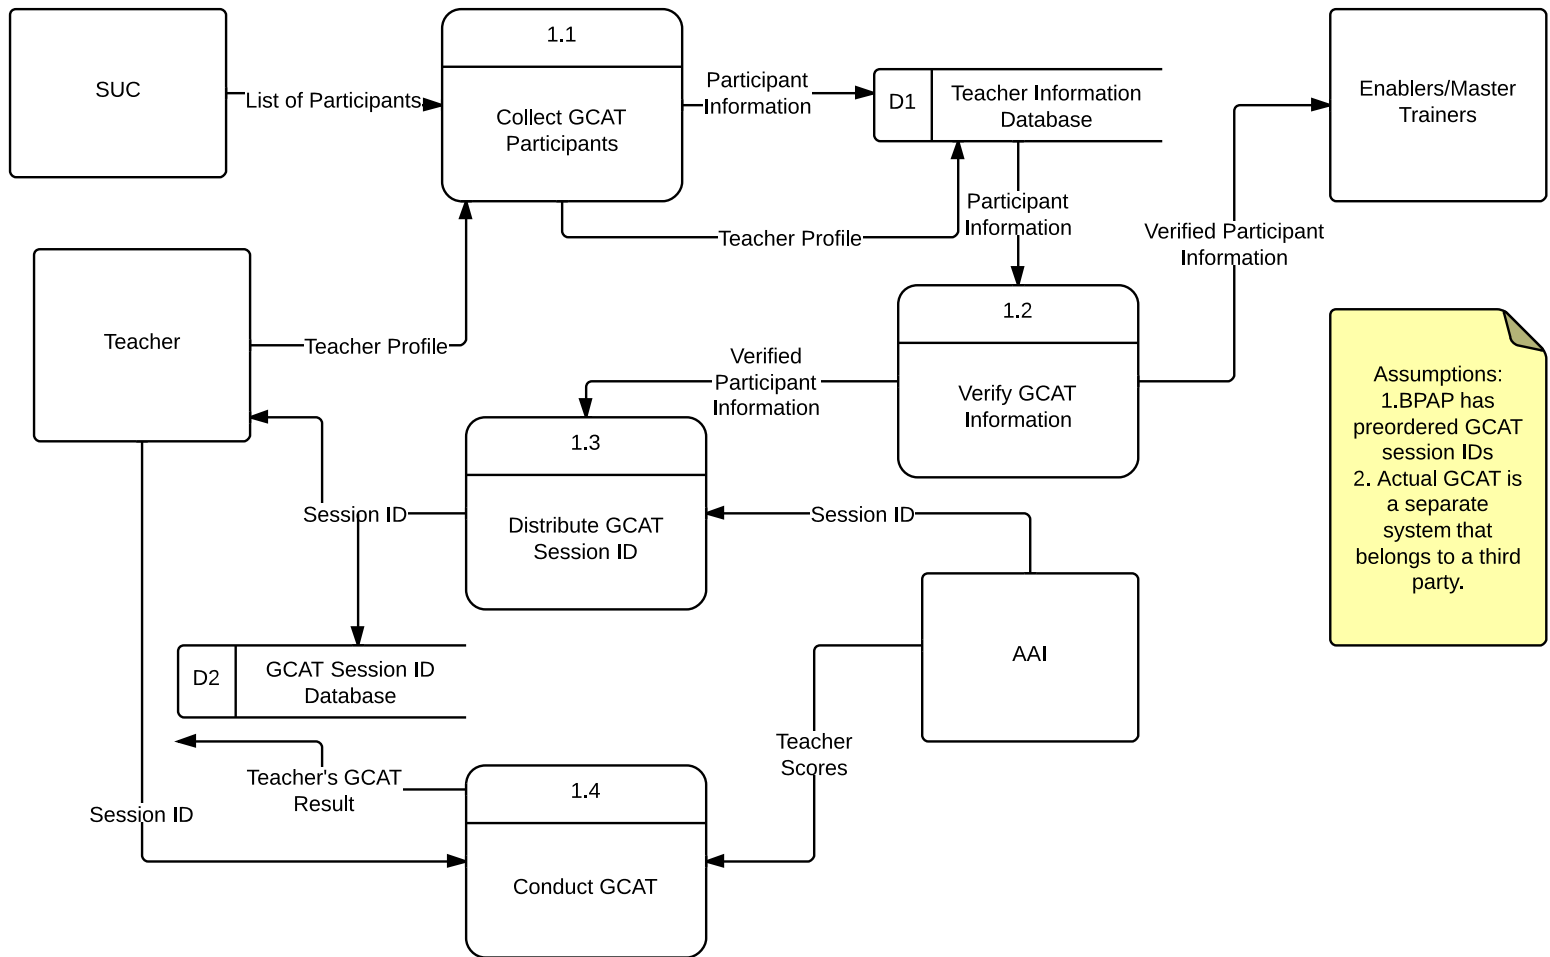 SUC
List of Participants
1.1
Collect GCAT
Participants
Participant
Information
D1
Teacher Information
Database
Enablers/Master
Trainers
Teacher Profile
Participant
Information
Verified Participant
Information
Teacher
Teacher Profile
1.2
Verify GCAT
Information
Verified
Participant
Information
Assumptions:
1.BPAP has
preordered GCAT
session IDs
2. Actual GCAT is
a separate
system that
belongs to a third
party.
1.3
Distribute GCAT
Session ID
Session ID
Session ID
AAI
D2
GCAT Session ID
Database
Teacher
Scores
Teacher's GCAT
Result
Session ID
1.4
Conduct GCAT